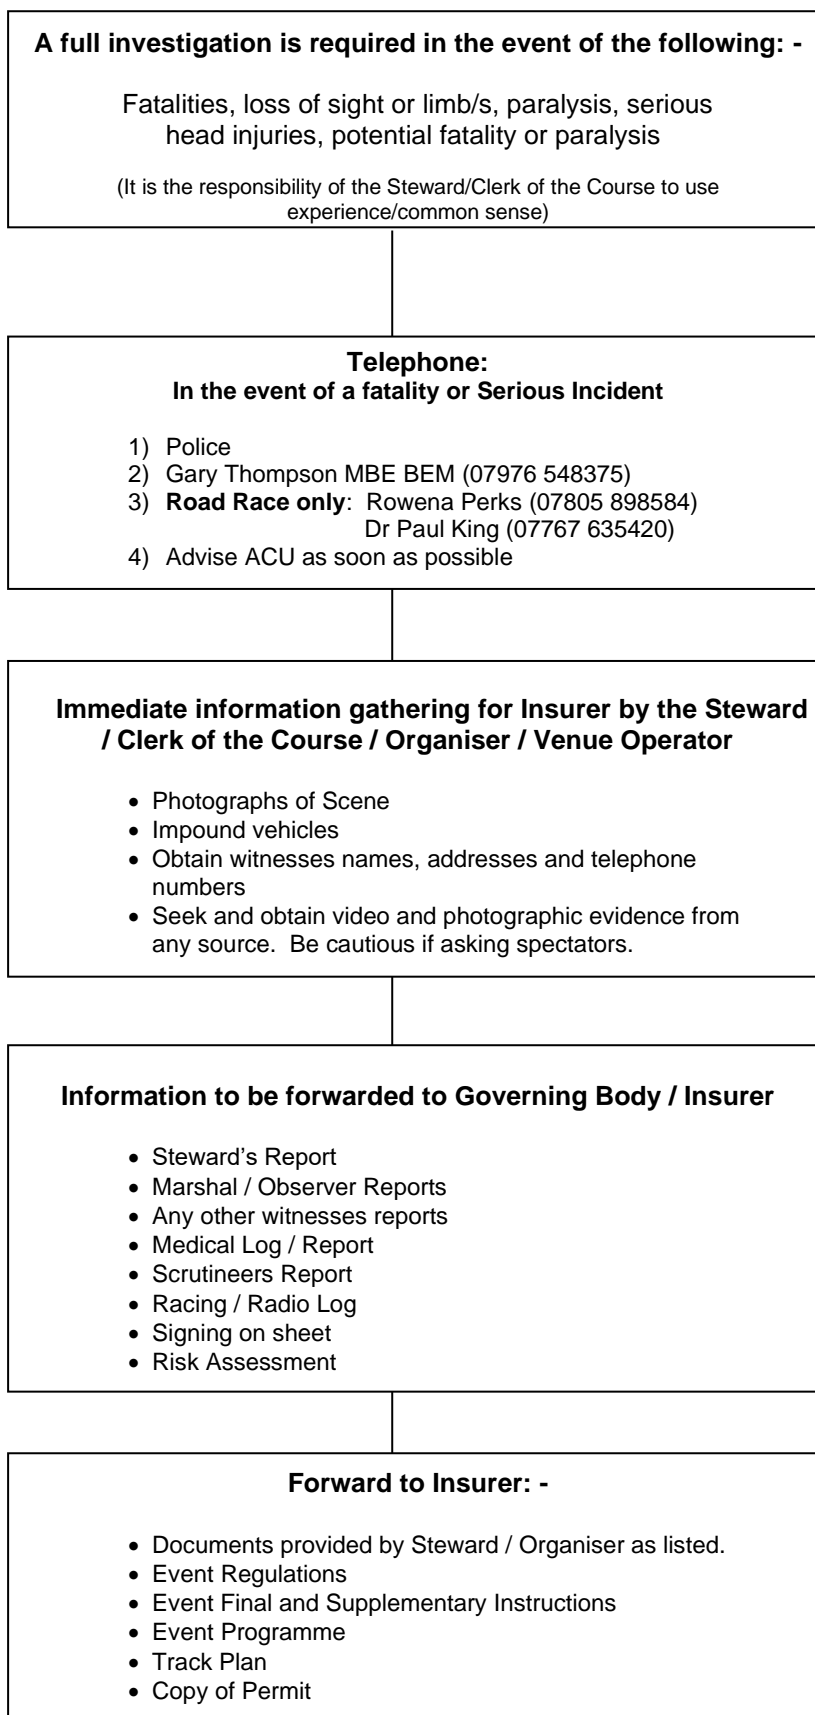 A full investigation is required in the event of the following: -
Fatalities, loss of sight or limb/s, paralysis, serious
head injuries, potential fatality or paralysis
(It is the responsibility of the Steward/Clerk of the Course to use
experience/common sense)
Telephone:
In the event of a fatality or Serious Incident
1) Police
2) Gary Thompson MBE BEM (07976 548375)
3) Road Race only: Rowena Perks (07805 898584)
Dr Paul King (07767 635420)
4) Advise ACU as soon as possible
Immediate information gathering for Insurer by the Steward
/ Clerk of the Course / Organiser / Venue Operator
• Photographs of Scene
• Impound vehicles
• Obtain witnesses names, addresses and telephone
numbers
• Seek and obtain video and photographic evidence from
any source. Be cautious if asking spectators.
Information to be forwarded to Governing Body / Insurer
• Steward’s Report
• Marshal / Observer Reports
• Any other witnesses reports
• Medical Log / Report
• Scrutineers Report
• Racing / Radio Log
• Signing on sheet
• Risk Assessment
Forward to Insurer: -
• Documents provided by Steward / Organiser as listed.
• Event Regulations
• Event Final and Supplementary Instructions
• Event Programme
• Track Plan
• Copy of Permit